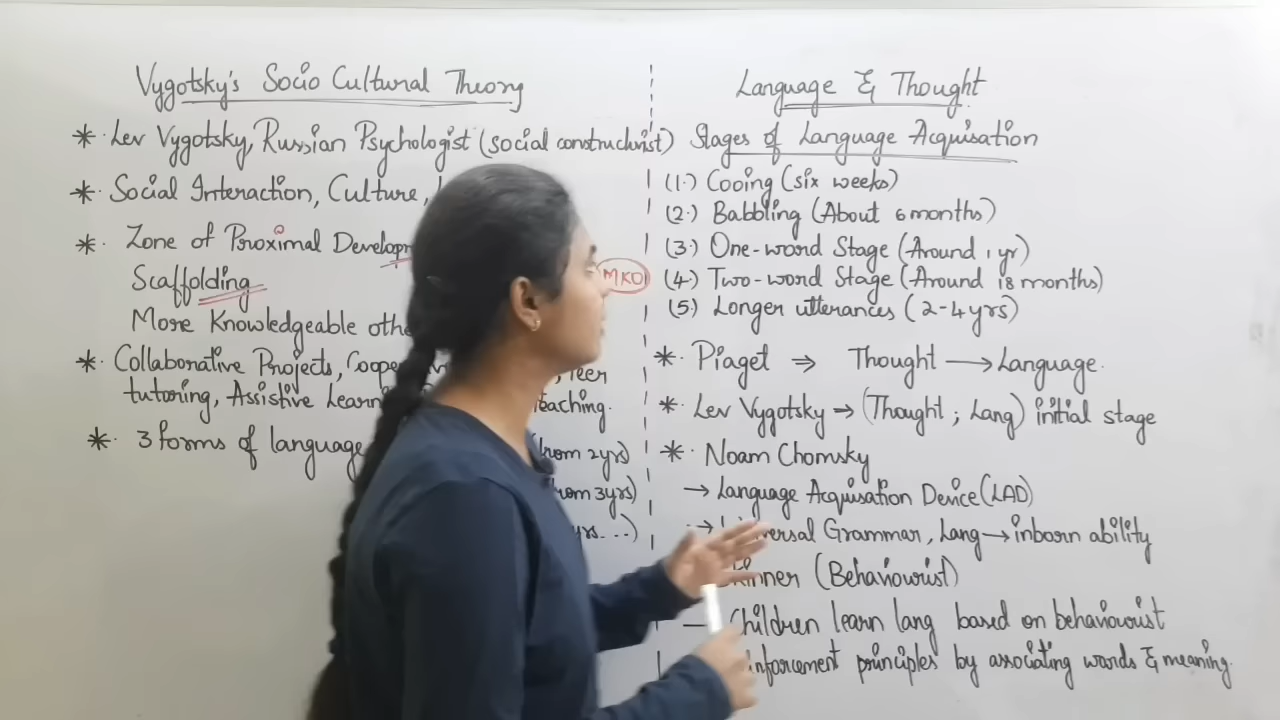 Vygotsky's Socio Cultural Theory
* Lev Vygotsky, Russian Psychologist (social constructivist)
* Social Interaction, Culture,
* Zone of Proximal Develop
Scaffolding
More Knowledgeable othe
MKO
* Collaborative Projects, Coope
, Peer
tutoring, Assistive Learn
teaching.
* 3 forms of language
from 2yrs)
from 3yrs)
yrs...)
Language & Thought
Stages of Language Acquisation
(1.) Cooing (six weeks)
(2.) Babbling (About 6 months)
(3.) One-word Stage (Around 1 yr)
(4.) Two-word Stage (Around 18 months)
(5.) Longer utterances (2-4 yrs)
* Piaget ⇒ Thought → Language.
* Lev Vygotsky → (Thought ; Lang) initial stage
* Noam Chomsky
→ Language Acquisation Device (LAD)
→ Universal Grammar, Lang → inborn ability
Skinner (Behaviourist)
— Children learn lang based on behaviourist
inforcement principles by associating words & meaning.